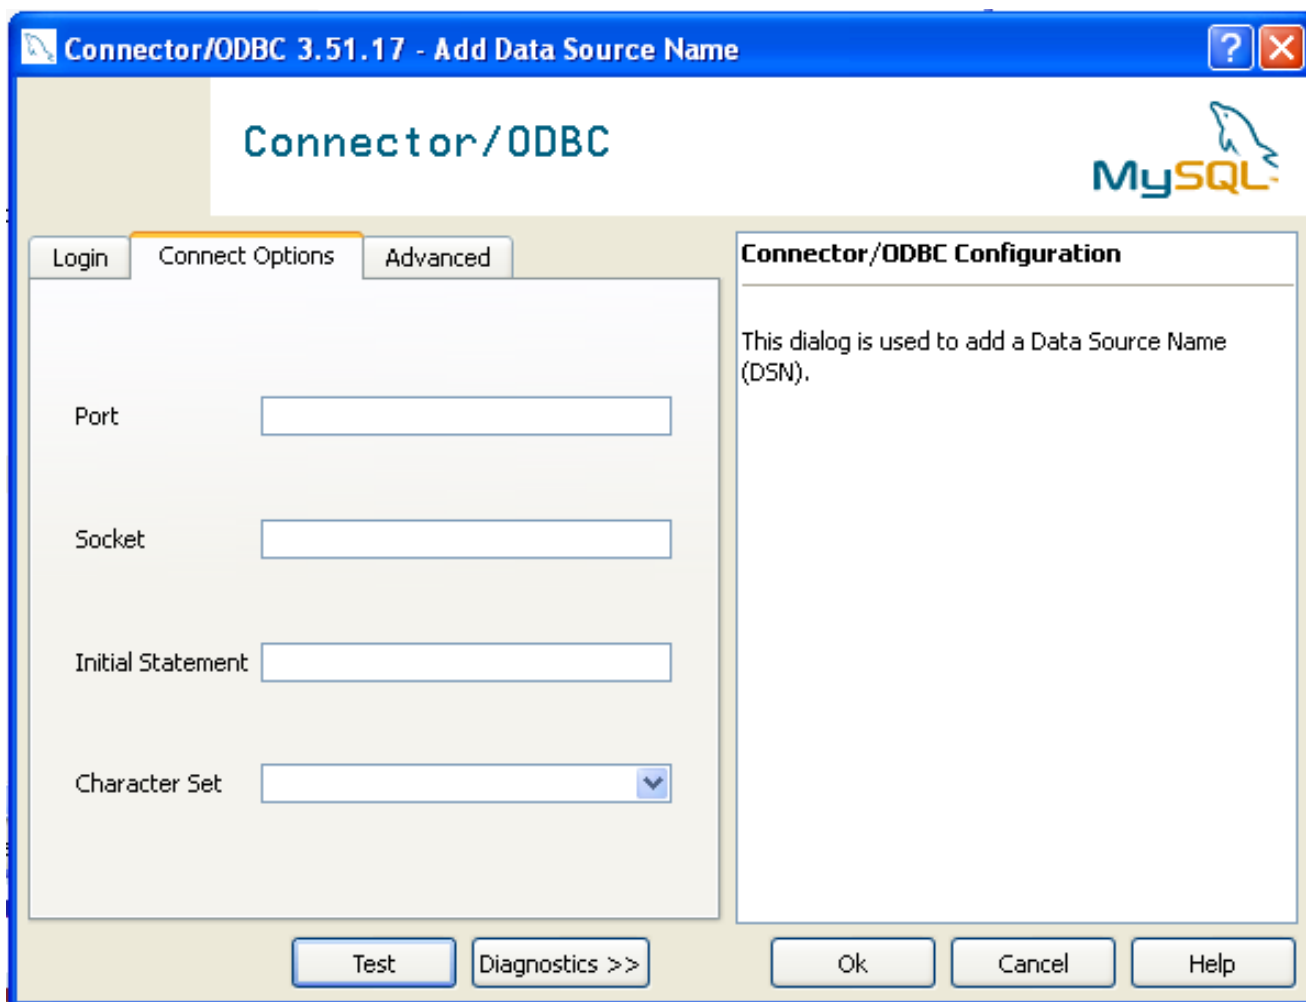 Connector/ODBC 3.51.17 - Add Data Source Name
Connector/ODBC
MySQL
Login
Connect Options
Advanced
Port
Socket
Initial Statement
Character Set
Connector/ODBC Configuration
This dialog is used to add a Data Source Name
(DSN).
Test
Diagnostics >>
Ok
Cancel
Help